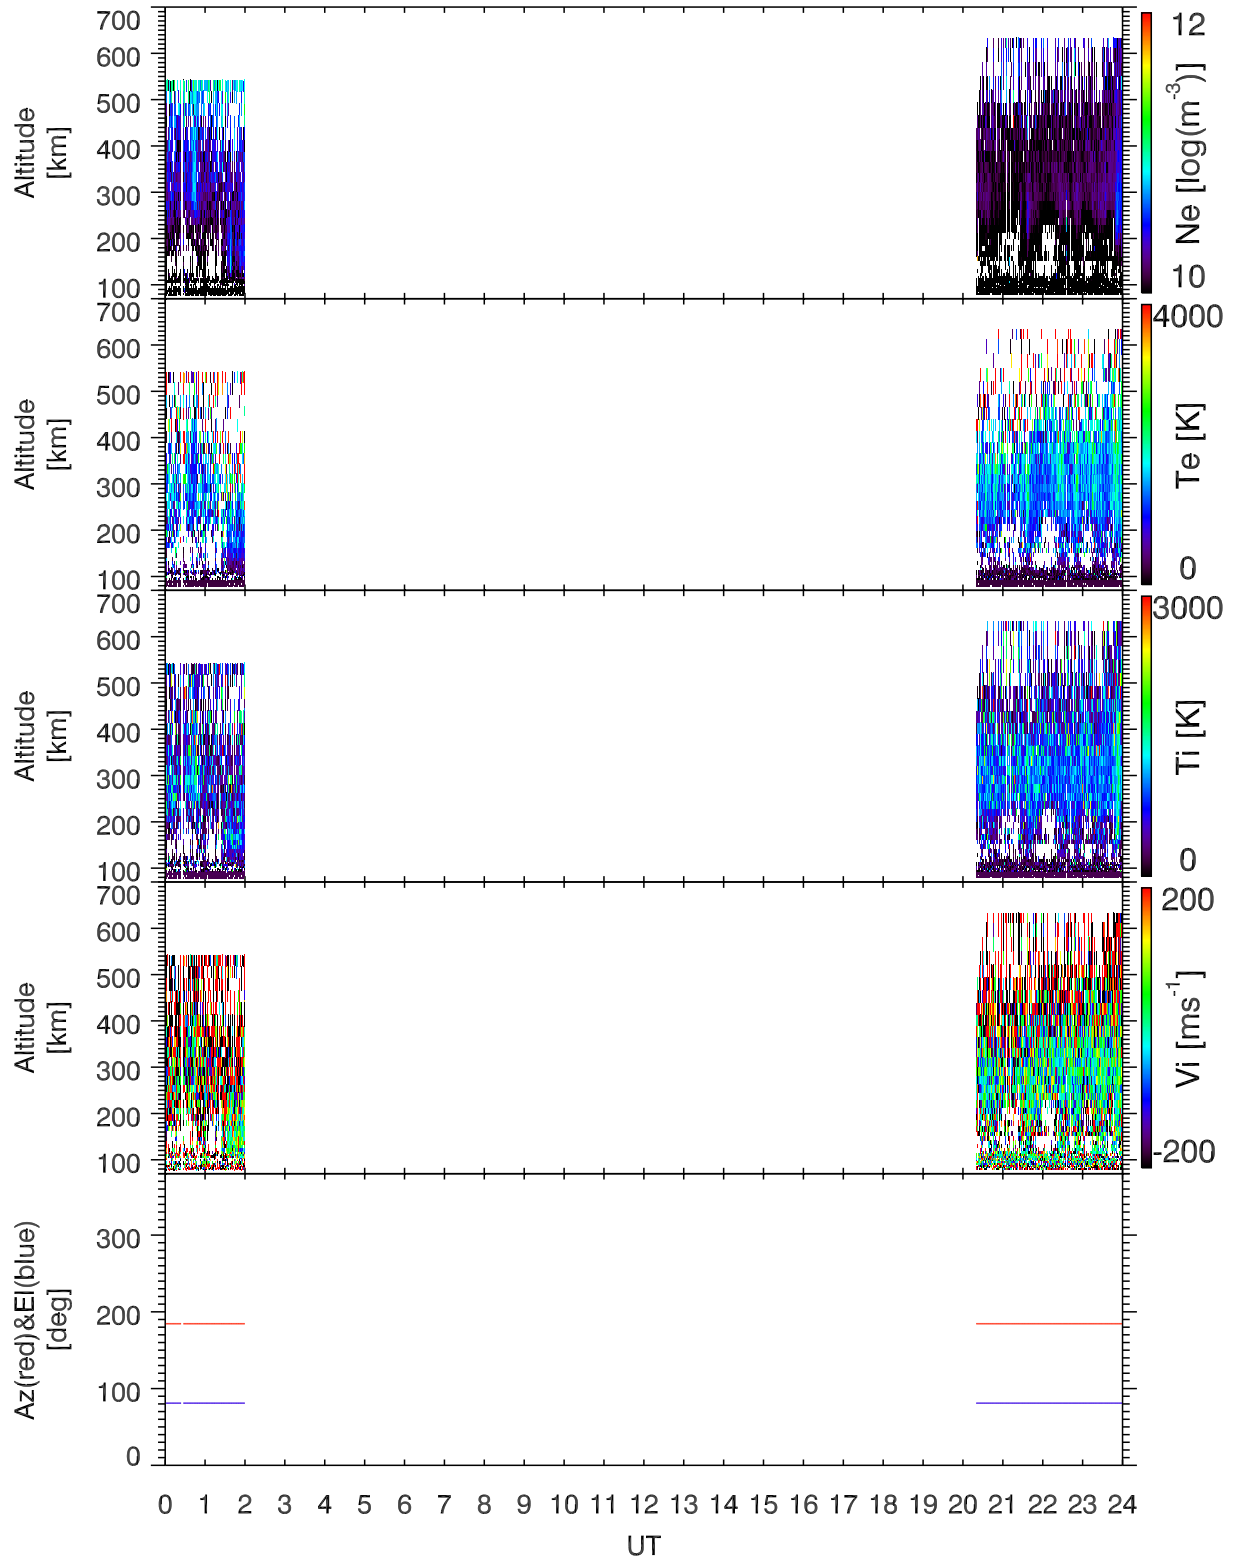 700
600
500
400
300
200
100
Altitude
[km]
12
10
Ne [log(m⁻³)]
700
600
500
400
300
200
100
Altitude
[km]
4000
0
Te [K]
700
600
500
400
300
200
100
Altitude
[km]
3000
0
Ti [K]
700
600
500
400
300
200
100
Altitude
[km]
200
-200
Vi [ms⁻¹]
300
200
100
0
Az(red)&El(blue)
[deg]
0 1 2 3 4 5 6 7 8 9 10 11 12 13 14 15 16 17 18 19 20 21 22 23 24
UT